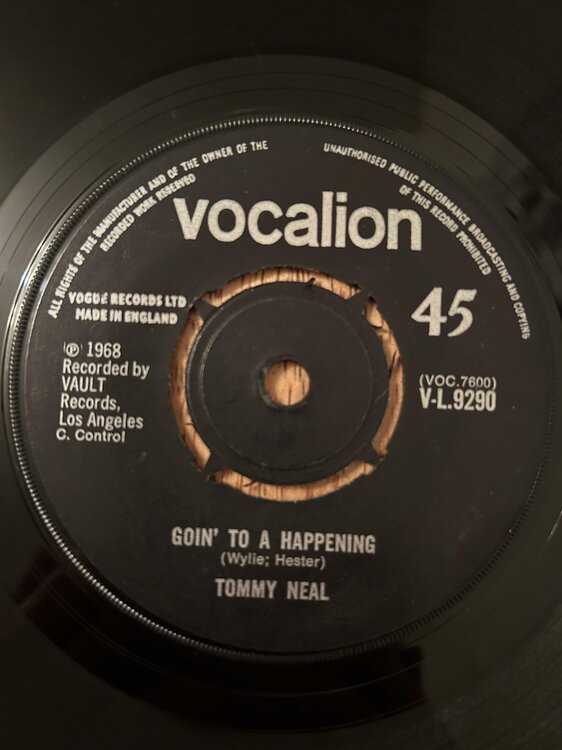 ALL RIGHTS OF THE MANUFACTURER AND OF THE OWNER OF THE
RECORDED WORK RESERVED
UNAUTHORISED PUBLIC PERFORMANCE BROADCASTING AND COPYING
OF THIS RECORD PROHIBITED
vocalion
VOGUE RECORDS LTD
MADE IN ENGLAND
45
℗ 1968
Recorded by
VAULT
Records,
Los Angeles
C. Control
(VOC.7600)
V-L.9290
GOIN' TO A HAPPENING
(Wylie; Hester)
TOMMY NEAL